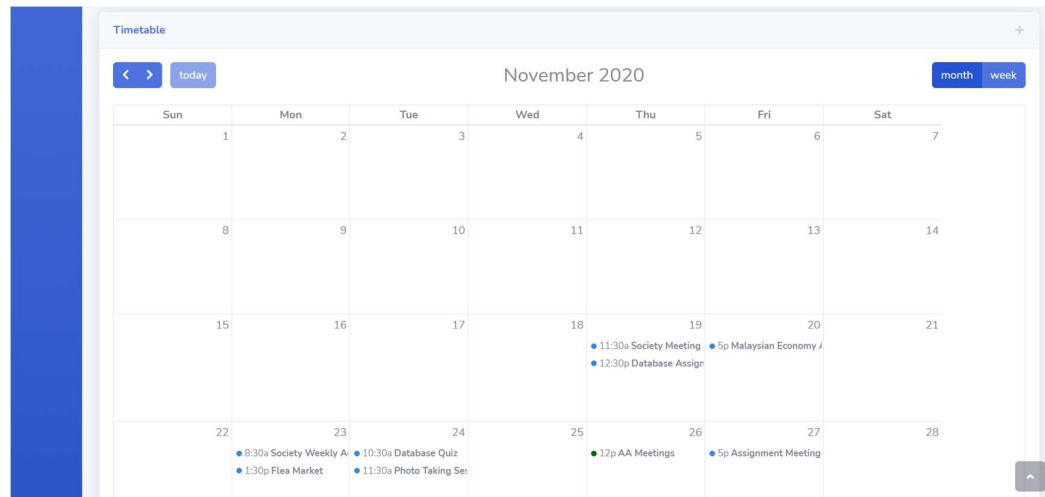 Timetable
today
November 2020
month week
Sun Mon Tue Wed Thu Fri Sat
1 2 3 4 5 6 7
8 9 10 11 12 13 14
15 16 17 18 19 20 21
11:30a Society Meeting 5p Malaysian Economy
12:30p Database Assign
22 23 24 25 26 27 28
8:30a Society Weekly 10:30a Database Quiz 12p AA Meetings 5p Assignment Meeting
1:30p Flea Market 11:30a Photo Taking Ses